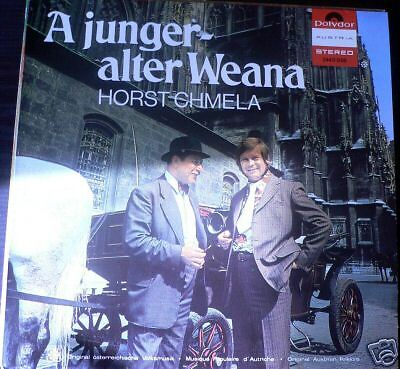 A junger-
alter Weana
HORST CHMELA
Polydor
AUSTRIA
STEREO
Original österreichische Volksmusik • Musique Populaire d'Autriche • Original Austrian Folklore